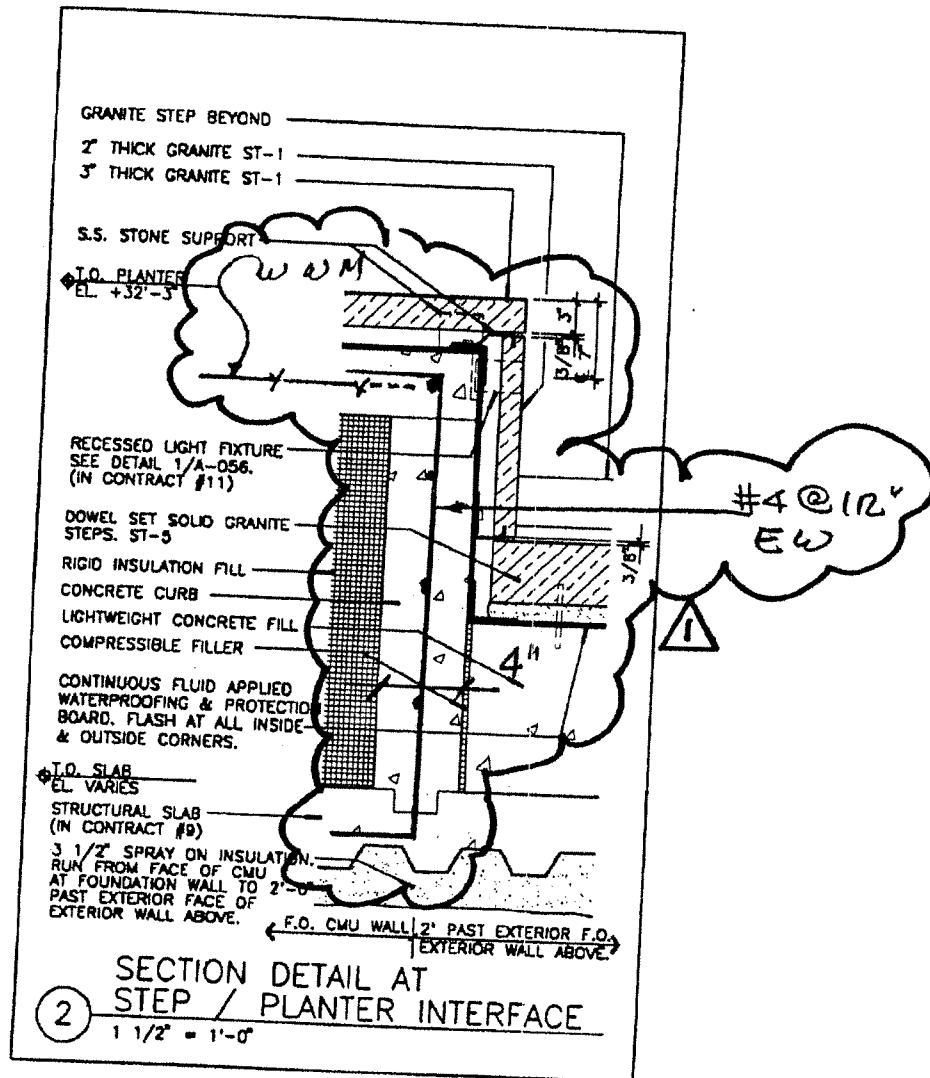 GRANITE STEP BEYOND
2" THICK GRANITE ST-1
3" THICK GRANITE ST-1
S.S. STONE SUPPORT
W W M
T.O. PLANTER
EL. +32'-3"
3"
3/8"
RECESSED LIGHT FIXTURE
SEE DETAIL 1/A-056.
(IN CONTRACT #11)
#4 @ 12"
EW
DOWEL SET SOLID GRANITE
STEPS. ST-5
3/8"
RIGID INSULATION FILL
CONCRETE CURB
LIGHTWEIGHT CONCRETE FILL
1
COMPRESSIBLE FILLER
4"
CONTINUOUS FLUID APPLIED
WATERPROOFING & PROTECTIO
BOARD. FLASH AT ALL INSIDE
& OUTSIDE CORNERS.
T.O. SLAB
EL. VARIES
STRUCTURAL SLAB
(IN CONTRACT #9)
3 1/2" SPRAY ON INSULATION.
RUN FROM FACE OF CMU
AT FOUNDATION WALL TO 2'-0"
PAST EXTERIOR FACE OF
EXTERIOR WALL ABOVE.
F.O. CMU WALL
2' PAST EXTERIOR F.O.
EXTERIOR WALL ABOVE.
SECTION DETAIL AT
STEP / PLANTER INTERFACE
2
1 1/2" = 1'-0"